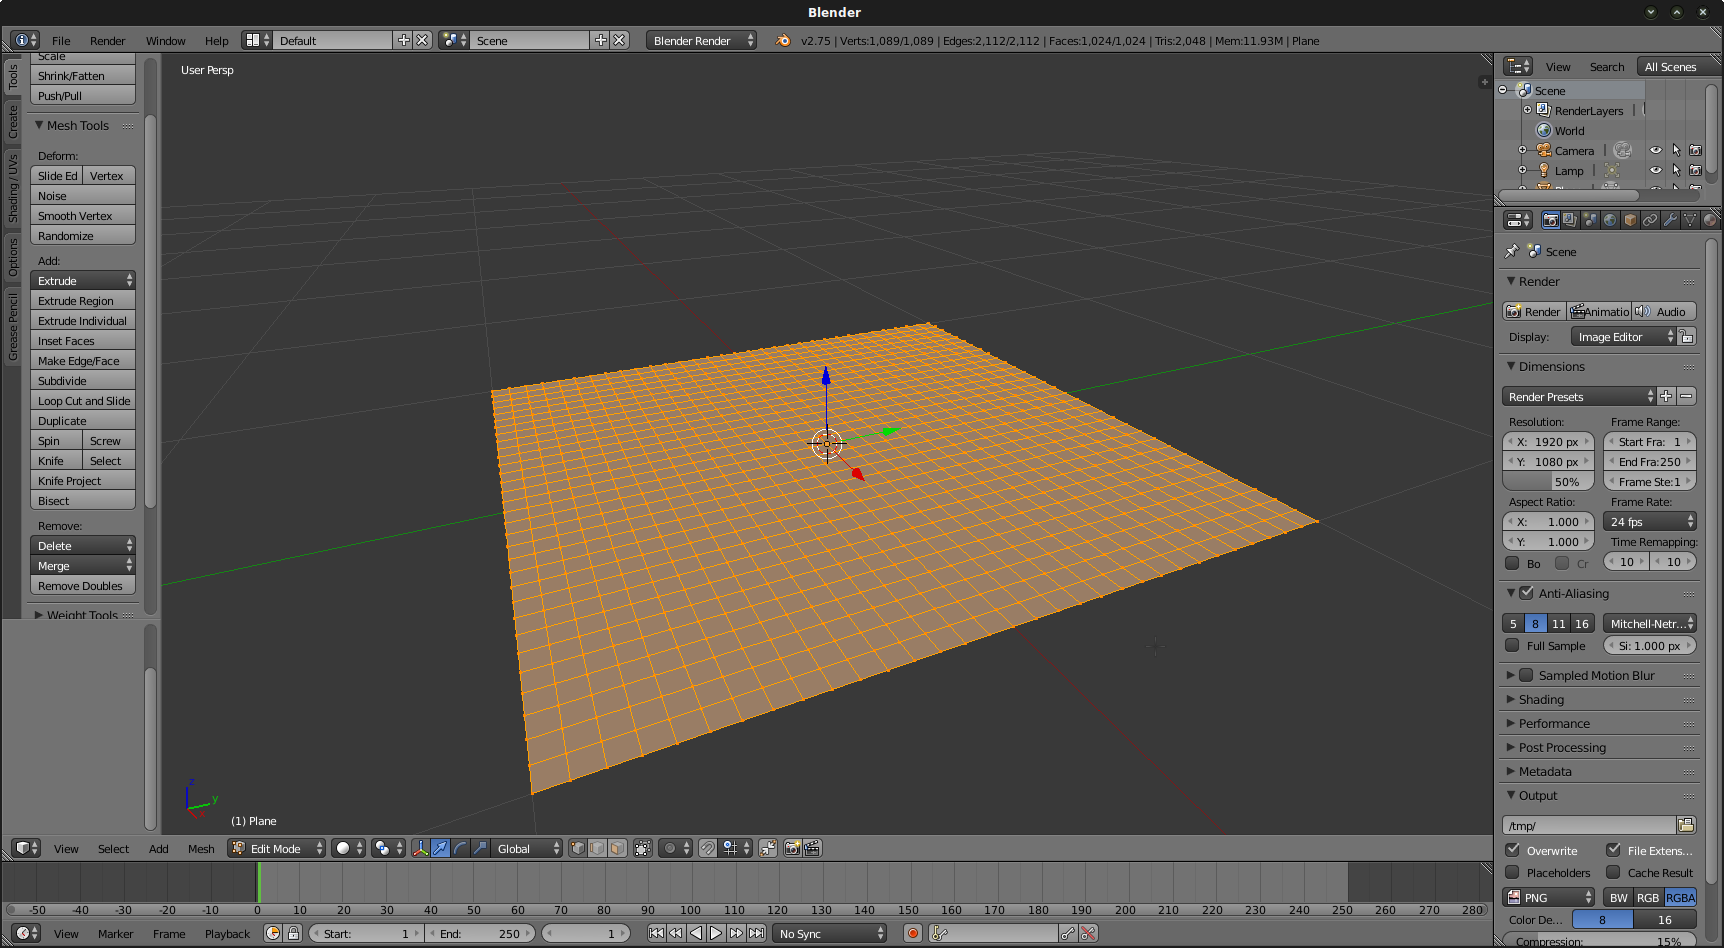 Blender
File Render Window Help Default Scene Blender Render v2.75 | Verts:1,089/1,089 | Edges:2,112/2,112 | Faces:1,024/1,024 | Tris:2,048 | Mem:11.93M | Plane
Tools
Create
Shading / UVs
Options
Grease Pencil
Scale
Shrink/Fatten
Push/Pull
Mesh Tools
Deform:
Slide Ed Vertex
Noise
Smooth Vertex
Randomize
Add:
Extrude
Extrude Region
Extrude Individual
Inset Faces
Make Edge/Face
Subdivide
Loop Cut and Slide
Duplicate
Spin Screw
Knife Select
Knife Project
Bisect
Remove:
Delete
Merge
Remove Doubles
Weight Tools
User Persp
z
y
(1) Plane
View Select Add Mesh Edit Mode Global
-50 -40 -30 -20 -10 0 10 20 30 40 50 60 70 80 90 100 110 120 130 140 150 160 170 180 190 200 210 220 230 240 250 260 270 280
View Marker Frame Playback Start: 1 End: 250 1 No Sync
View Search All Scenes
Scene
RenderLayers |
World
Camera |
Lamp |
Scene
Render
Render Animatio Audio
Display: Image Editor
Dimensions
Render Presets
Resolution: Frame Range:
X: 1920 px Start Fra: 1
Y: 1080 px End Fra:250
50% Frame Ste:1
Aspect Ratio: Frame Rate:
X: 1.000 24 fps
Y: 1.000 Time Remapping:
Bo Cr 10 10
Anti-Aliasing
5 8 11 16 Mitchell-Netr...
Full Sample Si: 1.000 px
Sampled Motion Blur
Shading
Performance
Post Processing
Metadata
Output
/tmp/
Overwrite File Extens...
Placeholders Cache Result
PNG BW RGB RGBA
Color De... 8 16
Compression: 15%